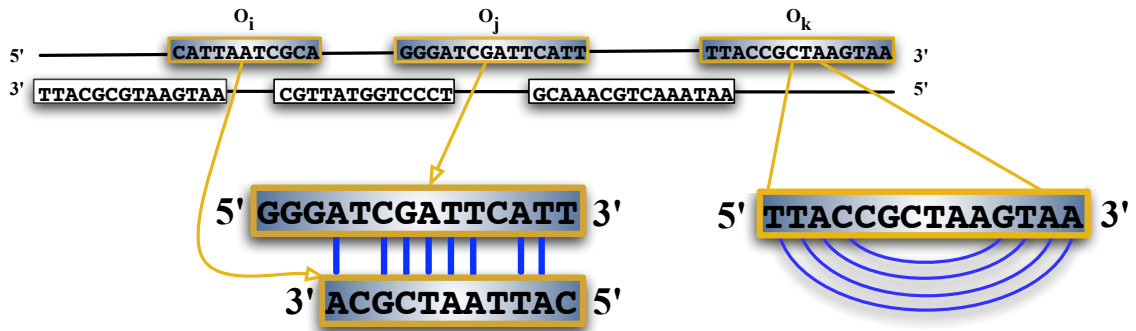 Oi Oj Ok
5' CATTAATCGCA GGGATCGATTCATT TTACCGCTAAGTAA 3'
3' TTACGCGTAAGTAA CGTTATGGTCCCT GCAAACGTCAAATAA 5'
5' GGGATCGATTCATT 3' 5' TTACCGCTAAGTAA 3'
3' ACGCTAATTAC 5'